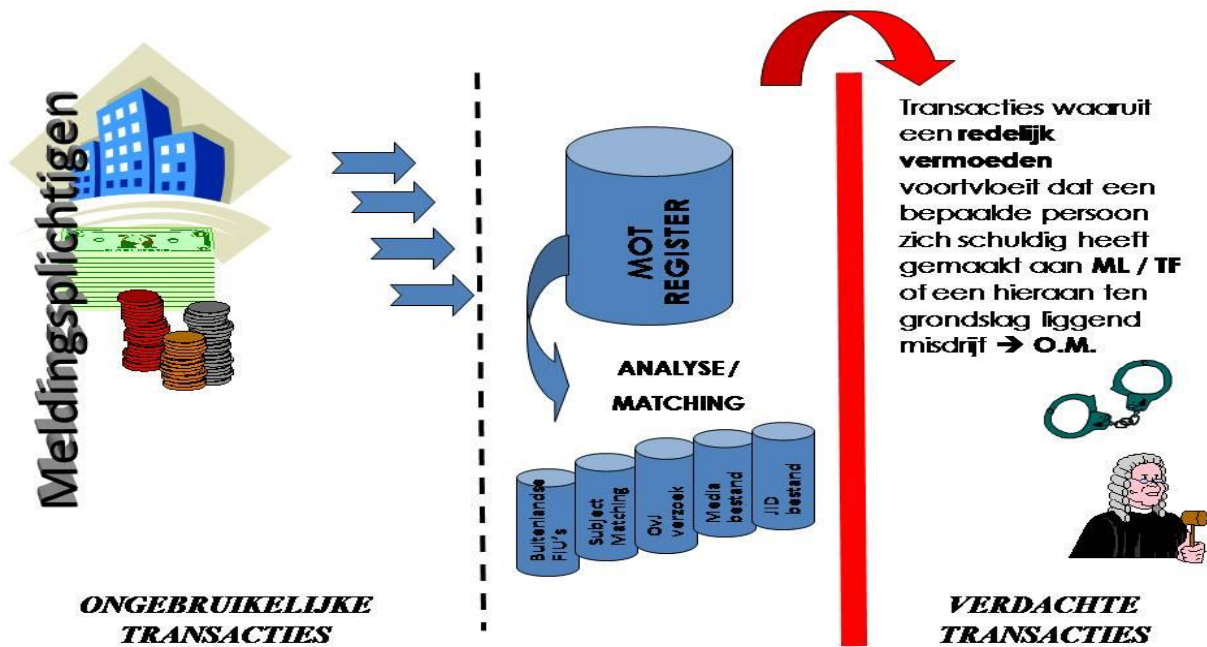 Meldingsplichtigen
ONGEBRUIKELIJKE
TRANSACTIES
MOT
REGISTER
ANALYSE/
MATCHING
Buitenlandse
FIU's
Subject
Matching
OvJ
verzoek
Media
bestand
JID
bestand
Transacties waaruit
een redelijk
vermoeden
voortvloeit dat een
bepaalde persoon
zich schuldig heeft
gemaakt aan ML / TF
of een hieraan ten
grondslag liggend
misdrijf → O.M.
VERDACHTE
TRANSACTIES